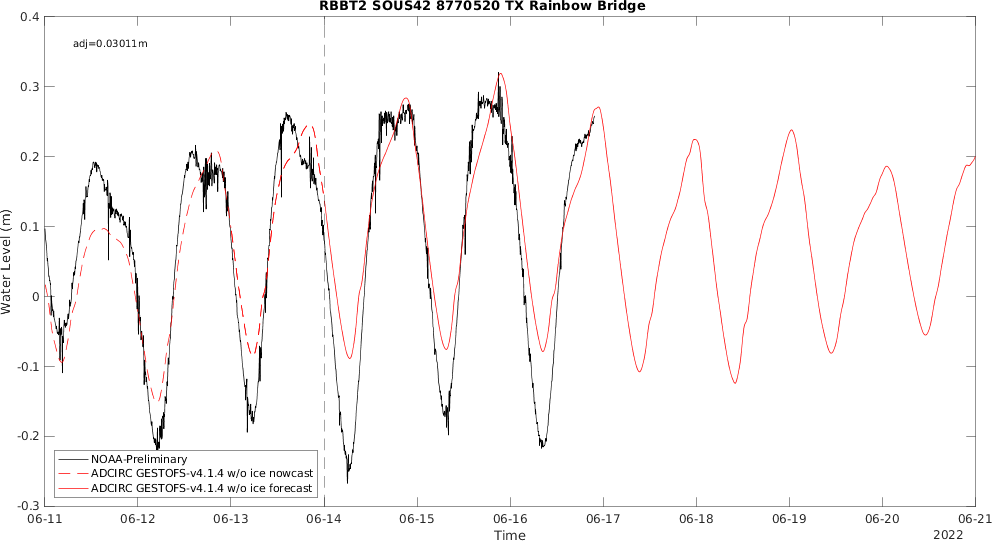 RBBT2 SOUS42 8770520 TX Rainbow Bridge
adj=0.03011m
0.4
0.3
0.2
0.1
0
-0.1
-0.2
-0.3
Water Level (m)
NOAA-Preliminary
ADCIRC GESTOFS-v4.1.4 w/o ice nowcast
ADCIRC GESTOFS-v4.1.4 w/o ice forecast
06-11 06-12 06-13 06-14 06-15 06-16 06-17 06-18 06-19 06-20 06-21
Time
2022